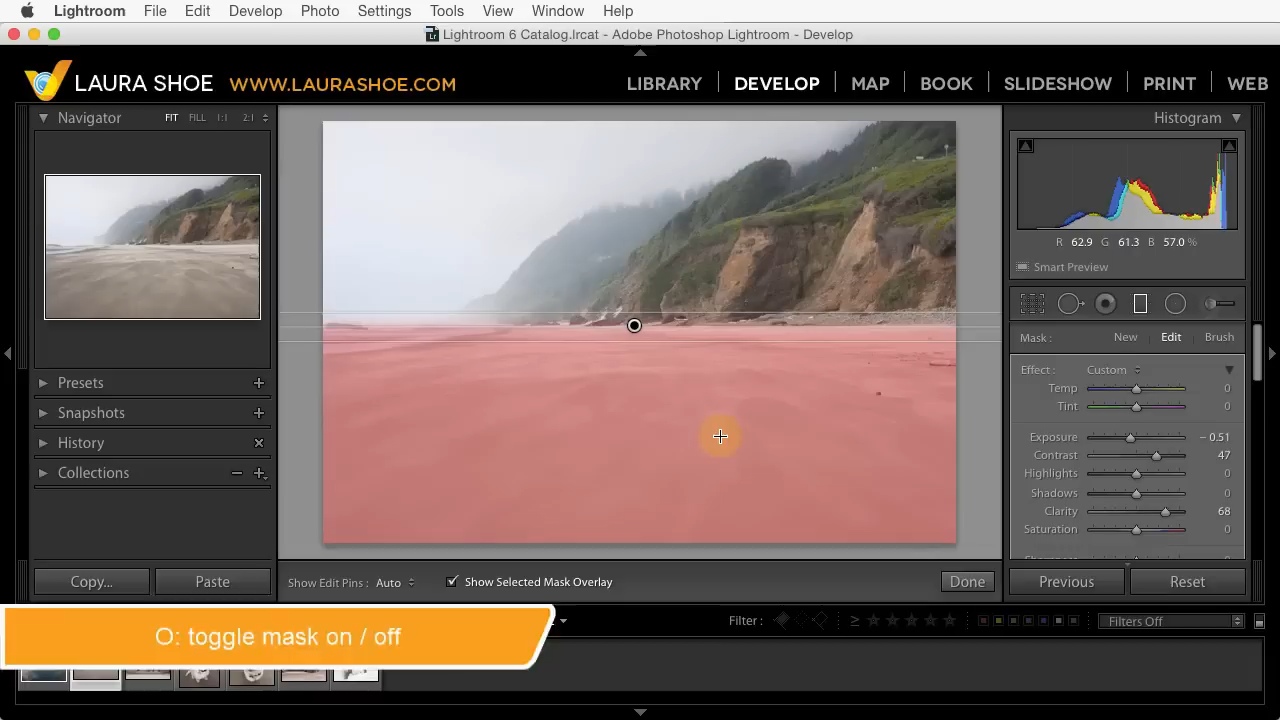 Lightroom File Edit Develop Photo Settings Tools View Window Help
Lightroom 6 Catalog.lrcat - Adobe Photoshop Lightroom - Develop
LAURA SHOE WWW.LAURASHOE.COM LIBRARY DEVELOP MAP BOOK SLIDESHOW PRINT WEB
Navigator FIT FILL 1:1 2:1
Histogram
R 62.9 G 61.3 B 57.0 %
Smart Preview
Mask : New Edit Brush
Effect : Custom
Temp 0
Tint 0
Exposure – 0.51
Contrast 47
Highlights 0
Shadows 0
Clarity 68
Saturation 0
Presets
Snapshots
History
Collections
Copy... Paste
Show Edit Pins : Auto Show Selected Mask Overlay Done
Previous Reset
Filter : Filters Off
O: toggle mask on / off